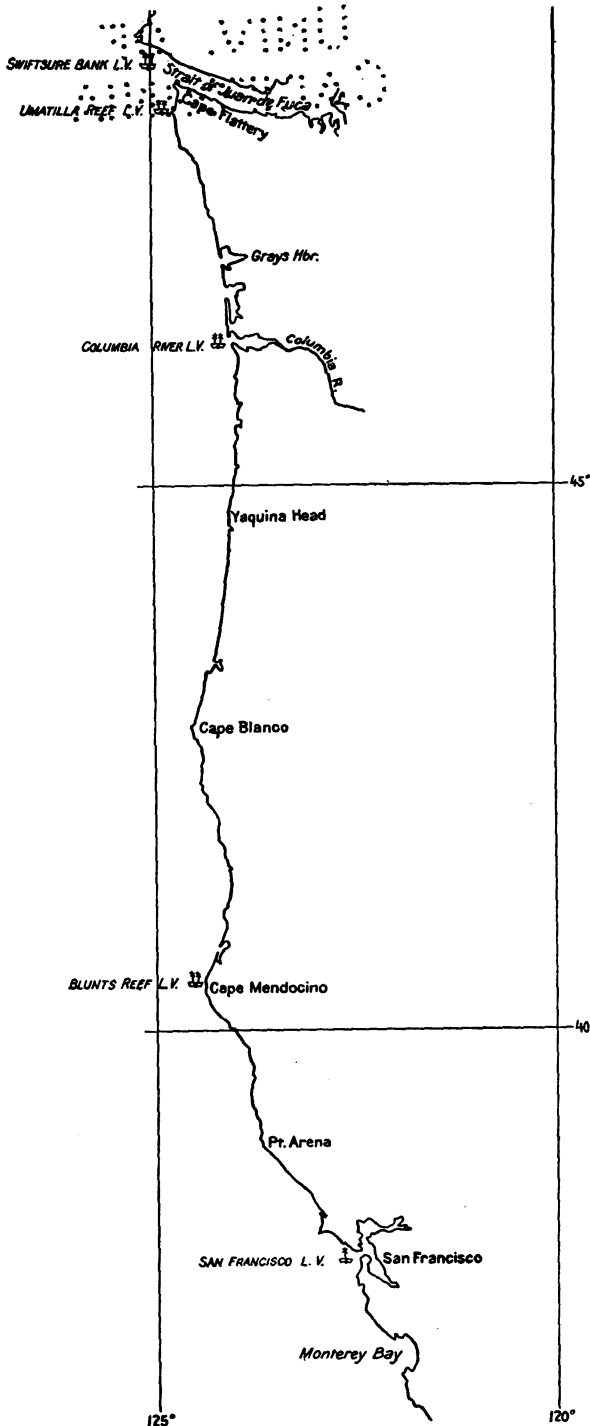 SWIFTSURE BANK L.V.
Strait of Juan de Fuca
UMATILLA REEF L.V.
Cape Flattery
Grays Hbr.
COLUMBIA RIVER L.V.
Columbia R.
45°
Yaquina Head
Cape Blanco
BLUNTS REEF L.V.
Cape Mendocino
40
Pt. Arena
SAN FRANCISCO L. V.
San Francisco
Monterey Bay
125°
120°